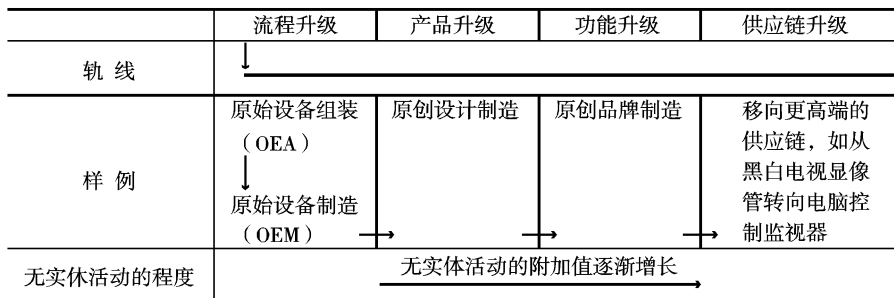 流程升级 产品升级 功能升级 供应链升级
轨 线
样 例
原始设备组装
（OEA）
原始设备制造
（OEM）
原创设计制造
原创品牌制造
移向更高端的
供应链，如从
黑白电视显像
管转向电脑控
制监视器
无实休活动的程度
无实体活动的附加值逐渐增长